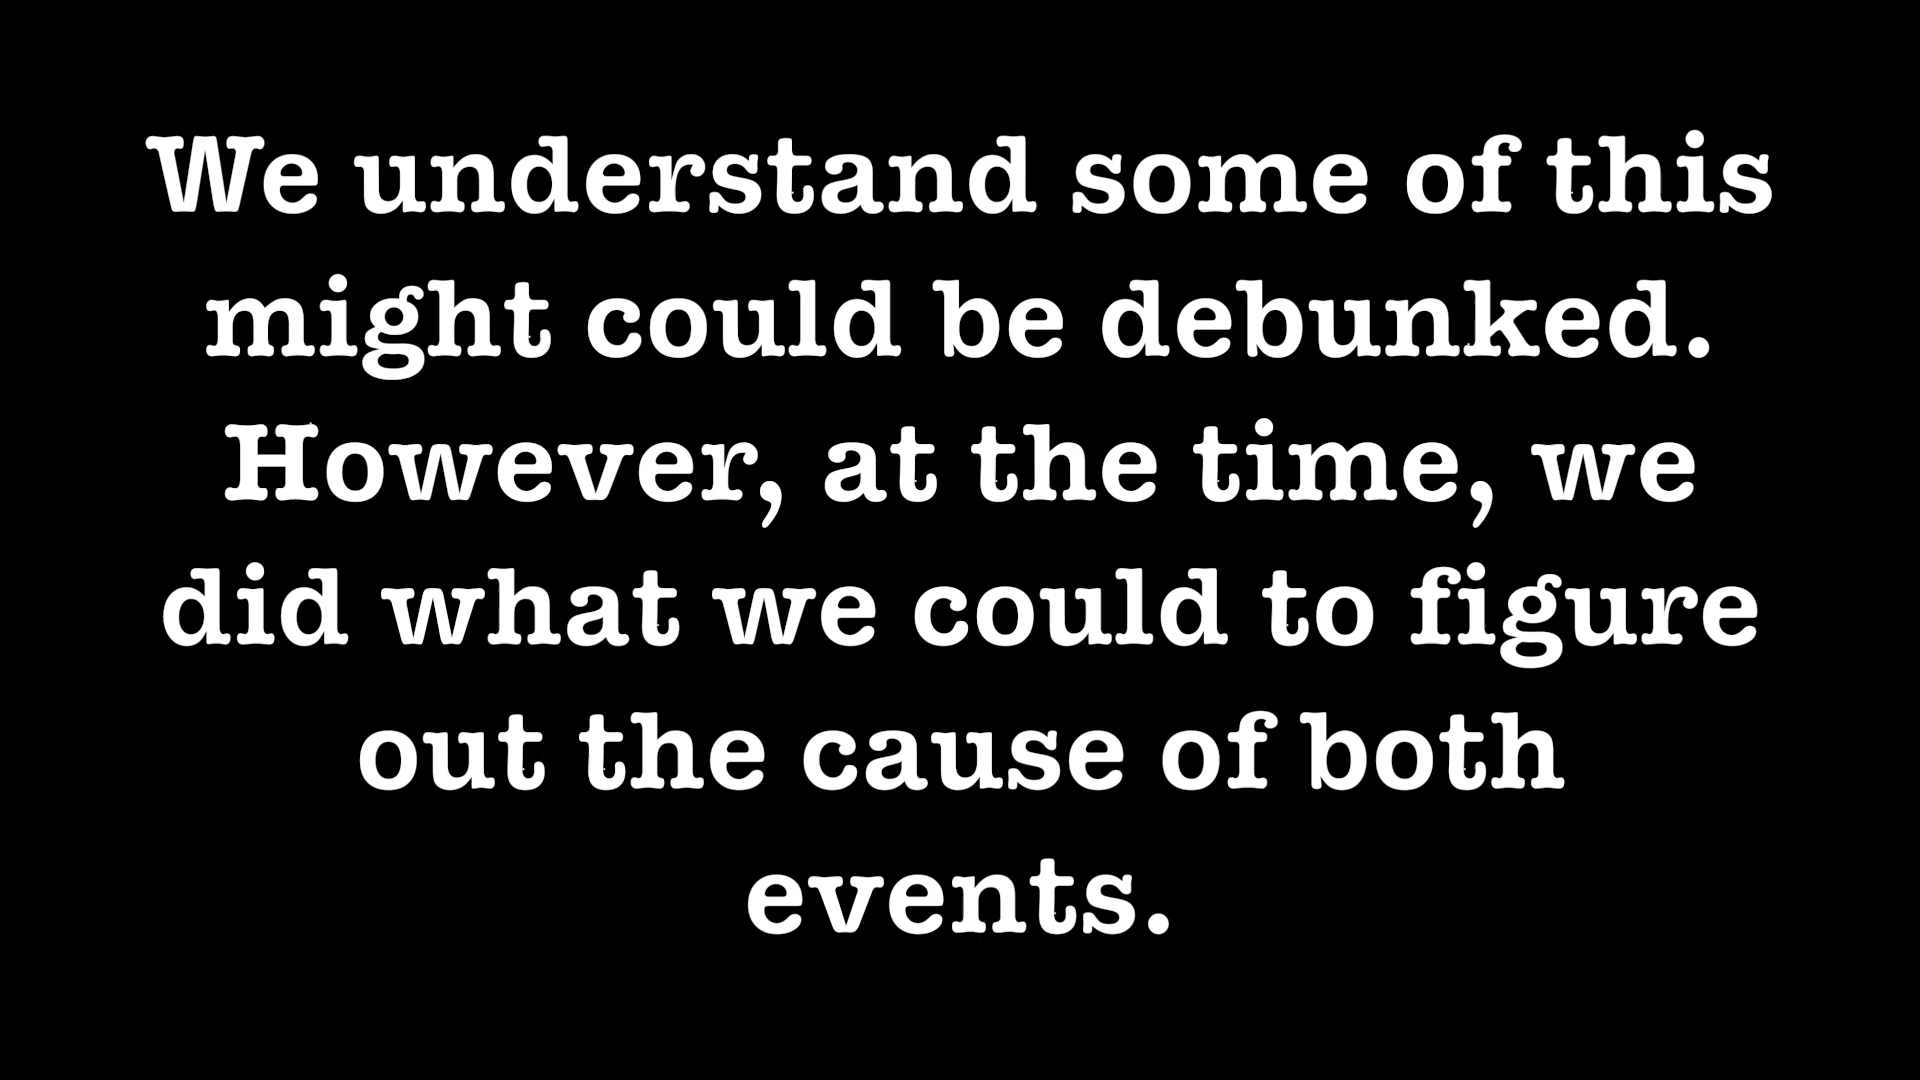 We understand some of this
might could be debunked.
However, at the time, we
did what we could to figure
out the cause of both
events.